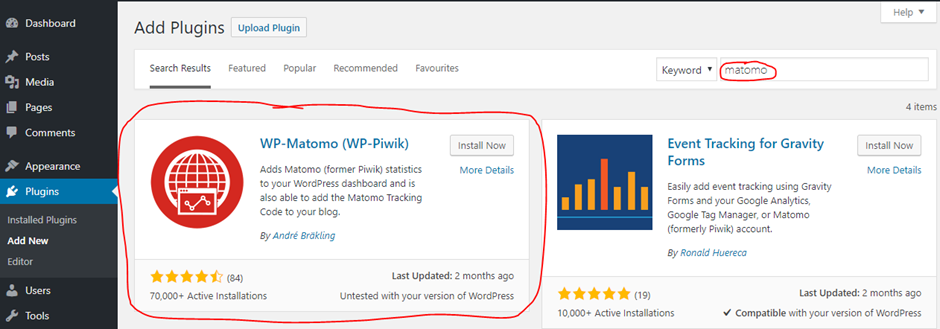 Dashboard
Posts
Media
Pages
Comments
Appearance
Plugins
Installed Plugins
Add New
Editor
Users
Tools
Help ▼
Add Plugins
Upload Plugin
Search Results
Featured
Popular
Recommended
Favourites
Keyword ▼
matomo
4 items
WP-Matomo (WP-Piwik)
Install Now
More Details
Adds Matomo (former Piwik) statistics
to your WordPress dashboard and is
also able to add the Matomo Tracking
Code to your blog.
By André Bräkling
(84)
Last Updated: 2 months ago
70,000+ Active Installations
Untested with your version of WordPress
Event Tracking for Gravity
Forms
Install Now
More Details
Easily add event tracking using Gravity
Forms and your Google Analytics,
Google Tag Manager, or Matomo
(formerly Piwik) account.
By Ronald Huereca
(19)
Last Updated: 2 months ago
10,000+ Active Installations
✓ Compatible with your version of WordPress